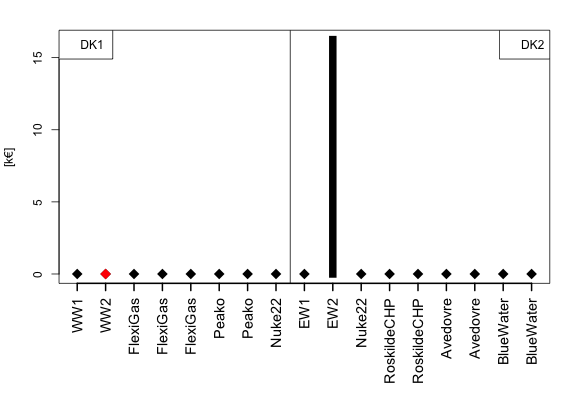 DK1
DK2
[k€]
15
10
5
0
WW1
WW2
FlexiGas
FlexiGas
FlexiGas
Peako
Peako
Nuke22
EW1
EW2
Nuke22
RoskildeCHP
RoskildeCHP
Avedovre
Avedovre
BlueWater
BlueWater